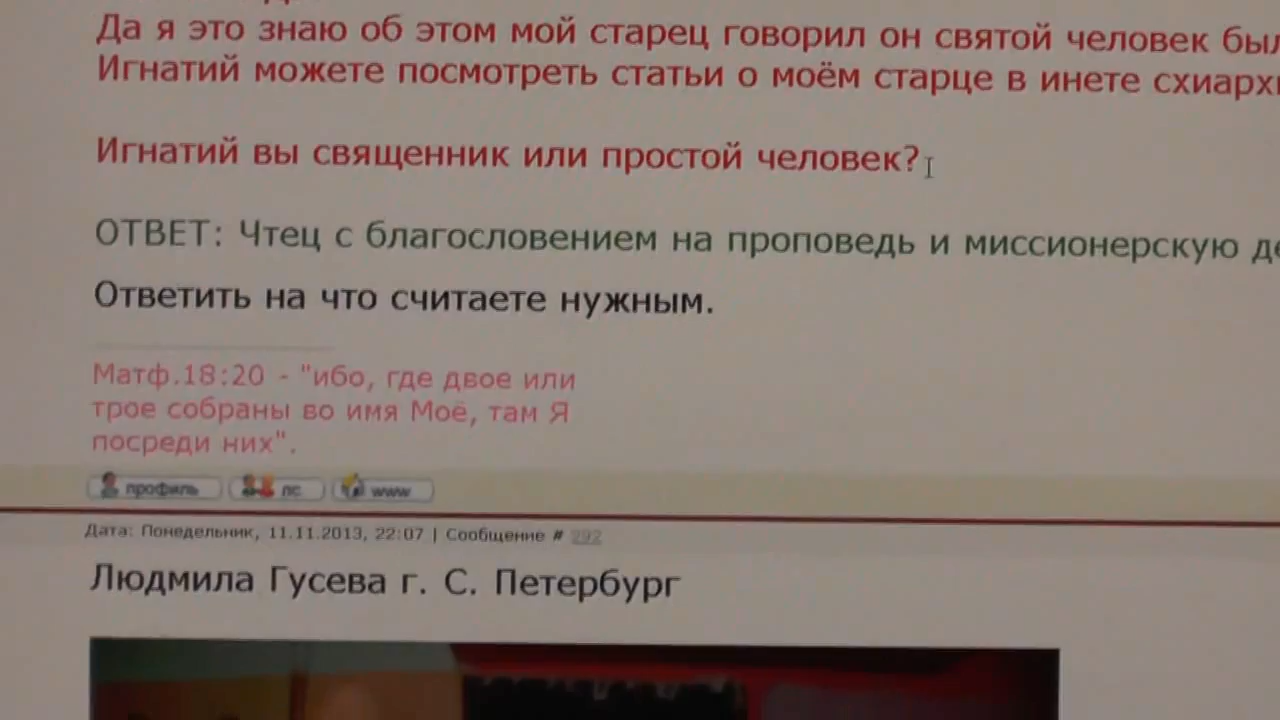 Да я это знаю об этом мой старец говорил он святой человек
Игнатий можете посмотреть статьи о моём старце в инете
Игнатий вы священник или простой человек?
ОТВЕТ: Чтец с благословением на проповедь и миссионерскую
Ответить на что считаете нужным.
Матф.18:20 - "ибо, где двое или
трое собраны во имя Моё, там Я
посреди них".
профиль лс www
Дата: Понедельник, 11.11.2013, 22:07 | Сообщение # 292
Людмила Гусева г. С. Петербург